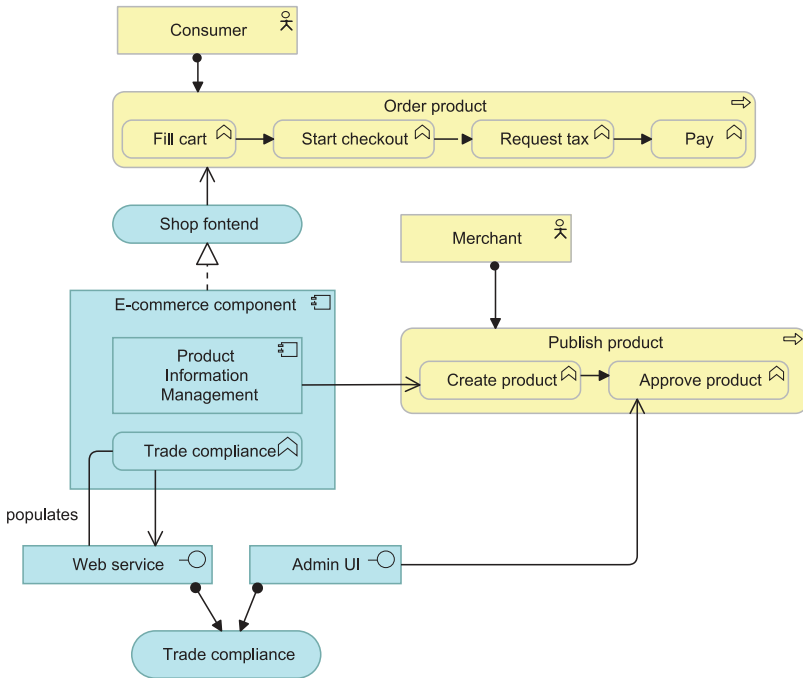 Consumer
Order product
Fill cart
Start checkout
Request tax
Pay
Shop fontend
Merchant
E-commerce component
Product
Information
Management
Publish product
Create product
Approve product
Trade compliance
populates
Web service
Admin UI
Trade compliance